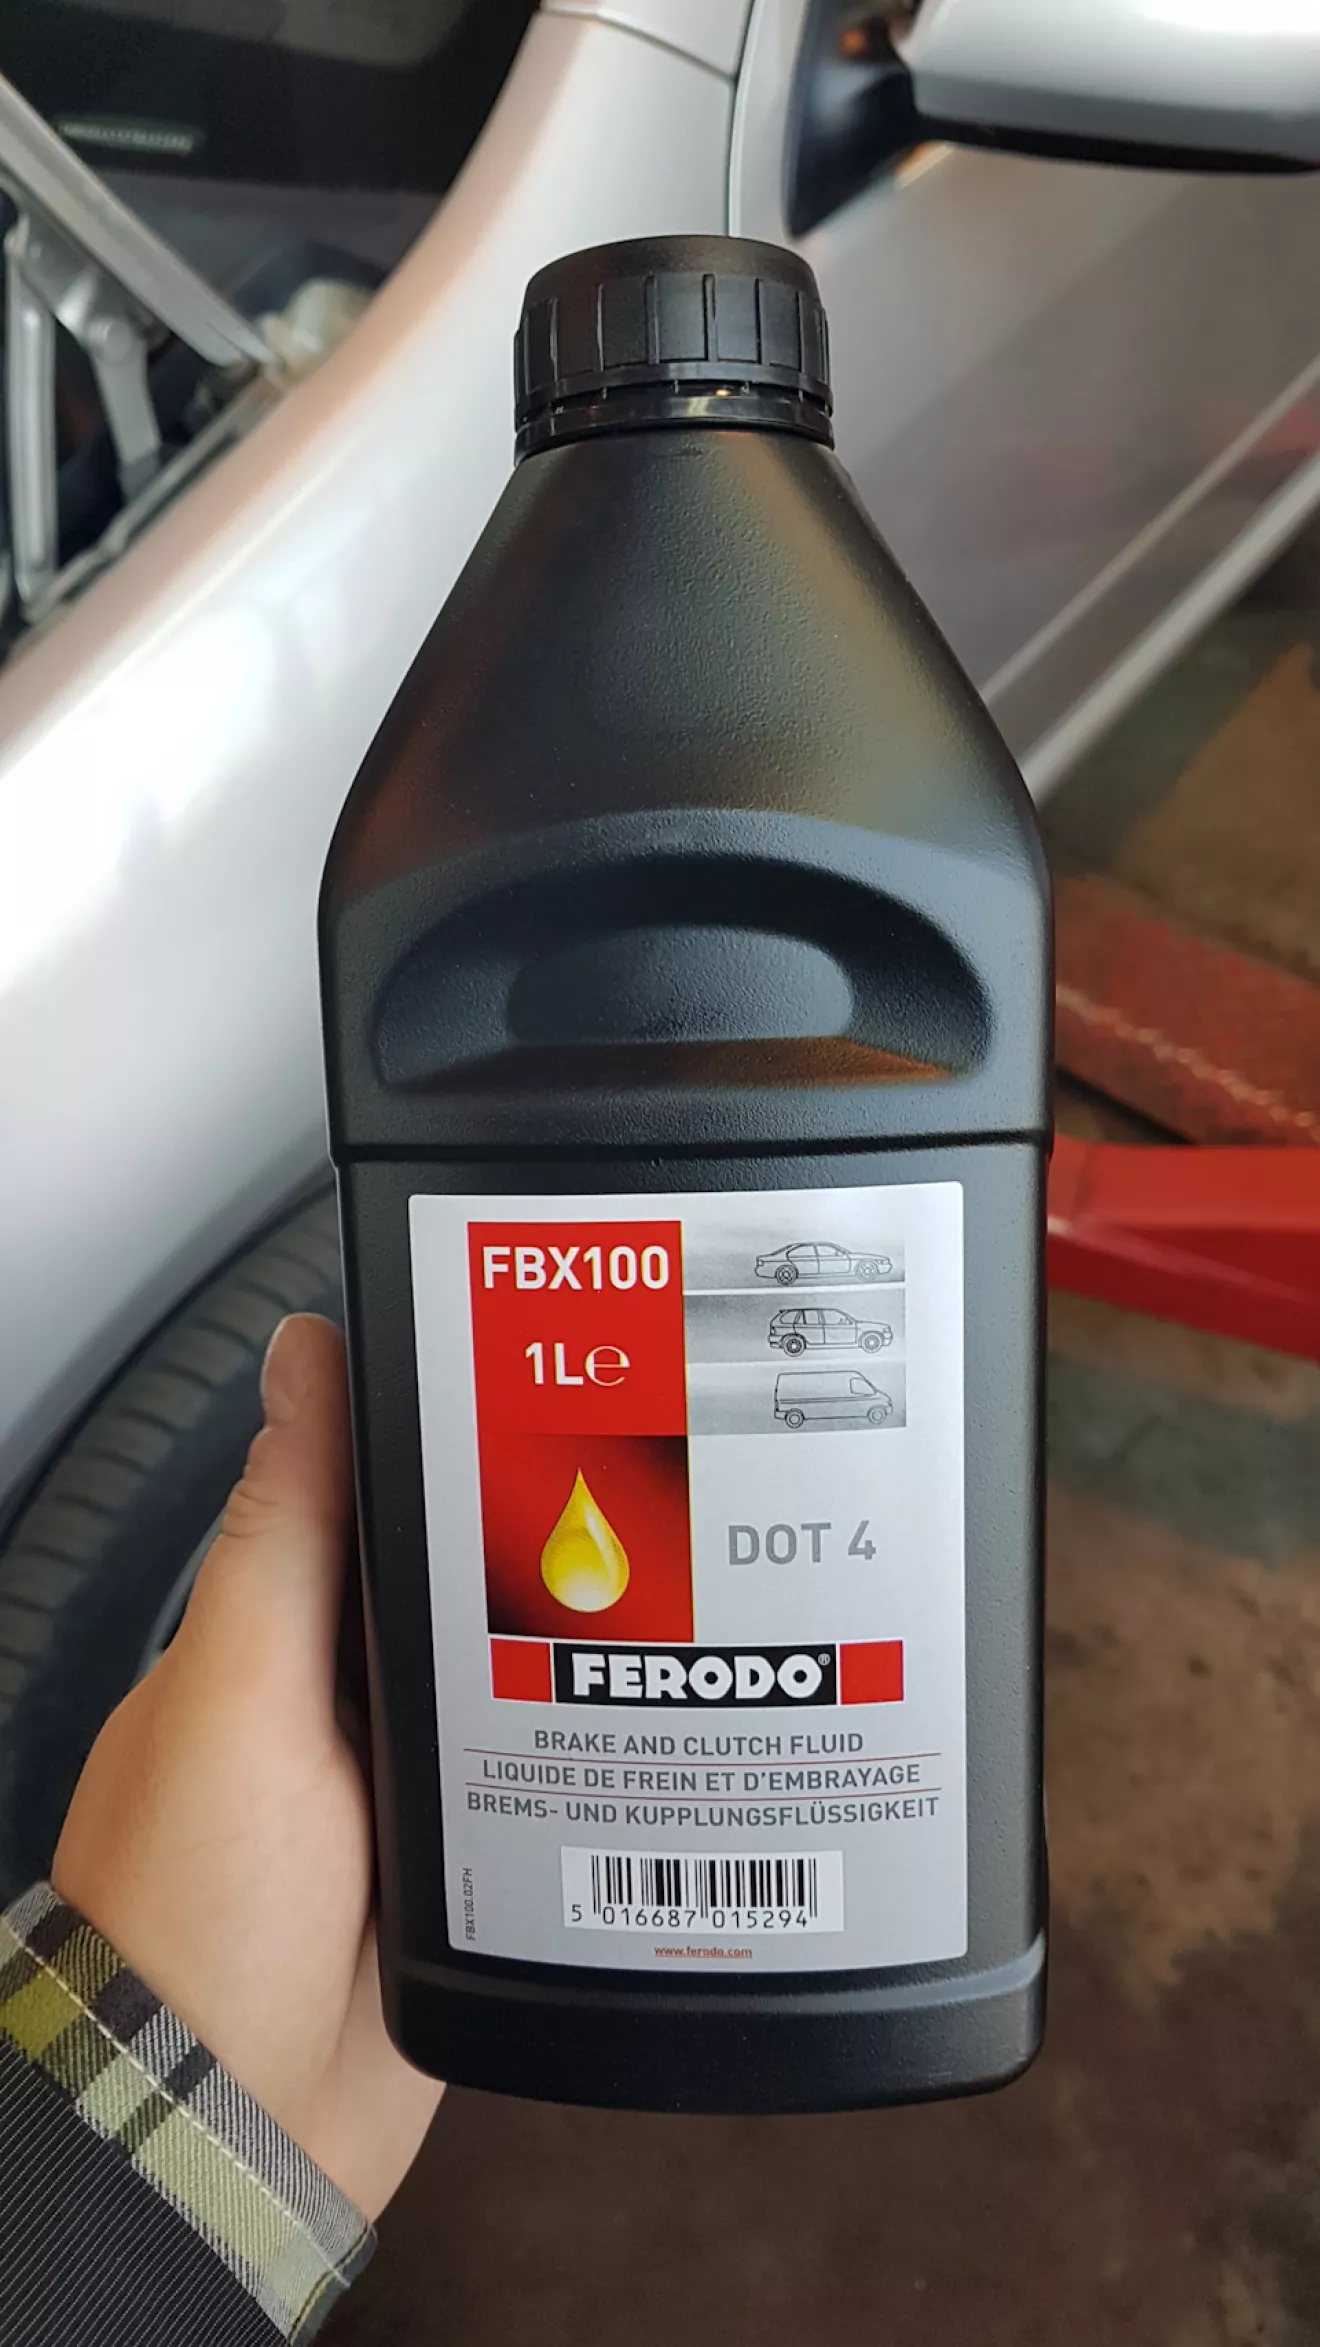 FBX100
1Le
DOT 4
FERODO®
BRAKE AND CLUTCH FLUID
LIQUIDE DE FREIN ET D'EMBRAYAGE
BREMS- UND KUPPLUNGSFLÜSSIGKEIT
FBX100.02FH
5 016687 015294
www.ferodo.com